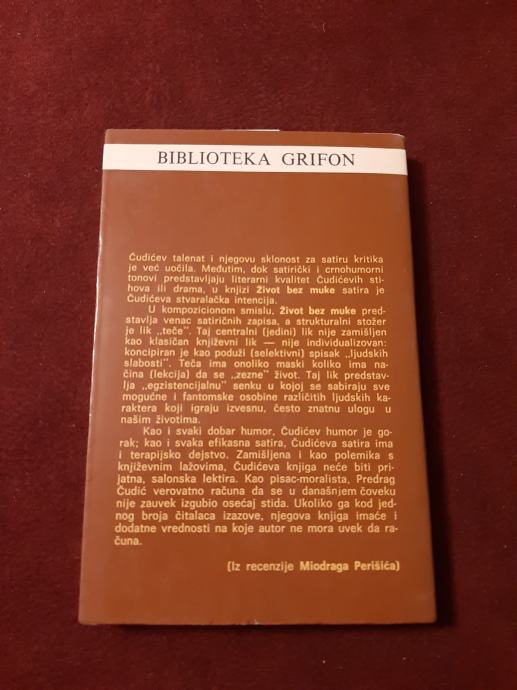 BIBLIOTEKA GRIFON
Čudićev talenat i njegovu sklonost za satiru kritika
je već uočila. Međutim, dok satirički i crnohumorni
tonovi predstavljaju literarni kvalitet Čudićevih sti-
hova ili drama, u knjizi Život bez muke satira je
Čudićeva stvaralačka intencija.
U kompozicionom smislu, Život bez muke pred-
stavlja venac satiričnih zapisa, a strukturalni stožer
je lik „teče". Taj centralni (jedini) lik nije zamišljen
kao klasičan književni lik — nije individualizovan:
koncipiran je kao poduži (selektivni) spisak „ljudskih
slabosti". Teča ima onoliko maski koliko ima na-
čina (lekcija) da se „zezne" život. Taj lik predstav-
lja „egzistencijalnu" senku u kojoj se sabiraju sve
mogućne i fantomske osobine različitih ljudskih ka-
raktera koji igraju izvesnu, često znatnu ulogu u
našim životima.
Kao i svaki dobar humor, Čudićev humor je go-
rak; kao i svaka efikasna satira, Čudićeva satira ima
i terapijsko dejstvo. Zamišljena i kao polemika s
književnim lažovima, Čudićeva knjiga neće biti pri-
jatna, salonska lektira. Kao pisac-moralista, Predrag
Čudić verovatno računa da se u današnjem čoveku
nije zauvek izgubio osećaj stida. Ukoliko ga kod jed-
nog broja čitalaca izazove, njegova knjiga imaće i
dodatne vrednosti na koje autor ne mora uvek da ra-
čuna.
(Iz recenzije Miodraga Perišića)